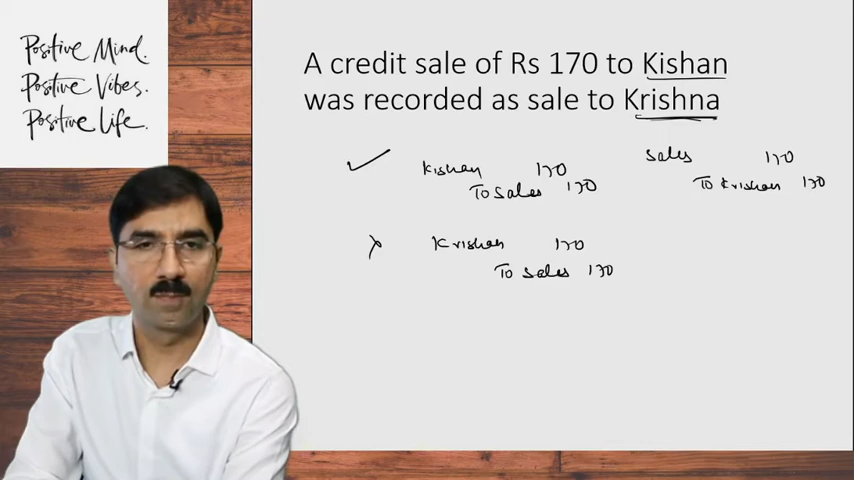 Positive Mind.
Positive Vibes.
Positive Life.
A credit sale of Rs 170 to Kishan
was recorded as sale to Krishna
Kishan 170
To Sales 170
Sales 170
To Krishan 170
Krishan 170
To Sales 170